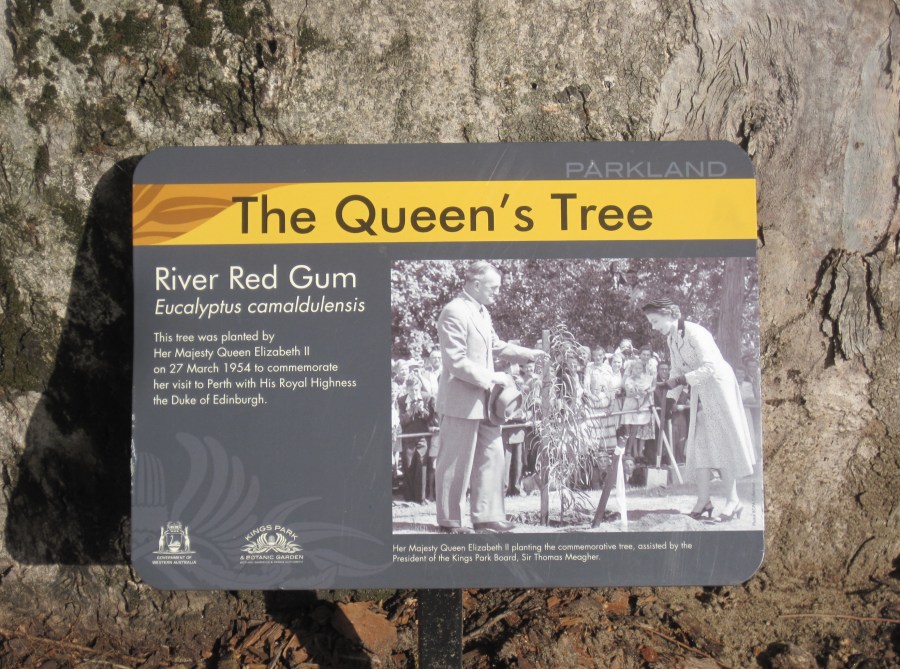 PARKLAND
The Queen's Tree
River Red Gum
Eucalyptus camaldulensis
This tree was planted by
Her Majesty Queen Elizabeth II
on 27 March 1954 to commemorate
her visit to Perth with His Royal Highness
the Duke of Edinburgh.
GOVERNMENT OF
WESTERN AUSTRALIA
KINGS PARK
& BOTANIC GARDEN
Her Majesty Queen Elizabeth II planting the commemorative tree, assisted by the
President of the Kings Park Board, Sir Thomas Meagher.